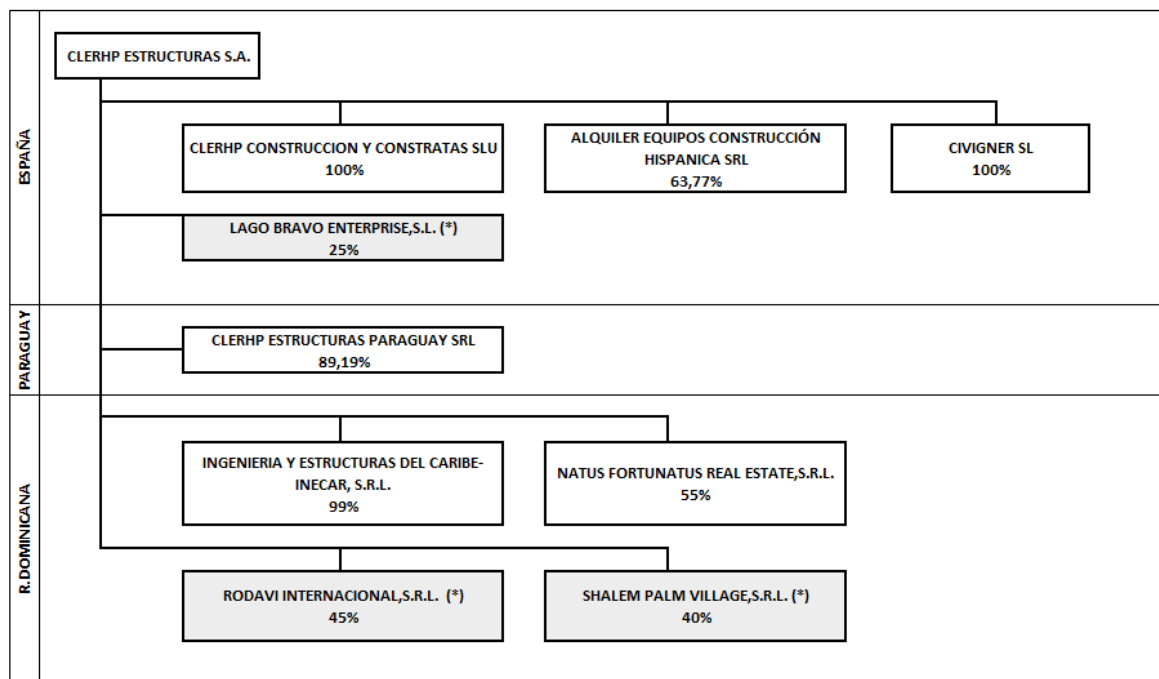 ESPAÑA
CLERHP ESTRUCTURAS S.A.
CLERHP CONSTRUCCION Y CONSTRATAS SLU
100%
ALQUILER EQUIPOS CONSTRUCCIÓN
HISPANICA SRL
63,77%
CIVIGNER SL
100%
LAGO BRAVO ENTERPRISE,S.L. (*)
25%
PARAGUAY
CLERHP ESTRUCTURAS PARAGUAY SRL
89,19%
R.DOMINICANA
INGENIERIA Y ESTRUCTURAS DEL CARIBE-
INECAR, S.R.L.
99%
NATUS FORTUNATUS REAL ESTATE,S.R.L.
55%
RODAVI INTERNACIONAL,S.R.L. (*)
45%
SHALEM PALM VILLAGE,S.R.L. (*)
40%